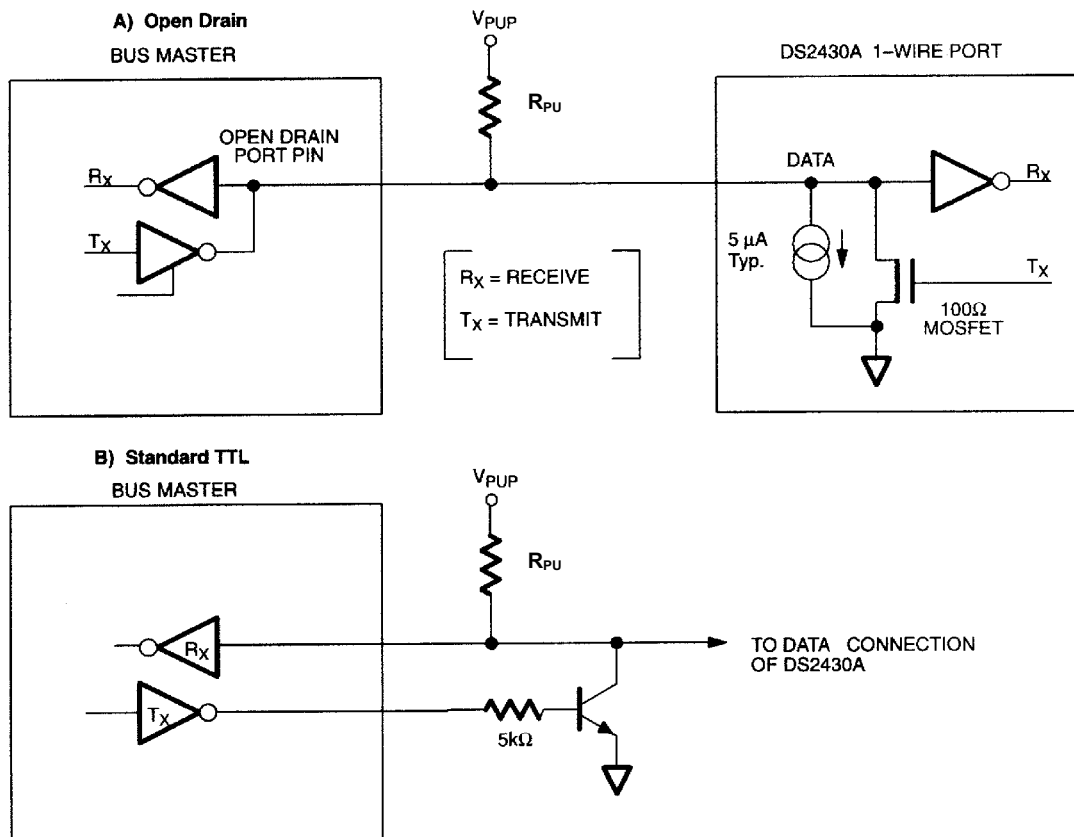 A) Open Drain
BUS MASTER
VPUP
DS2430A 1–WIRE PORT
RPU
OPEN DRAIN
PORT PIN
RX
TX
DATA
RX
5 µA
Typ.
TX
100Ω
MOSFET
RX = RECEIVE
TX = TRANSMIT
B) Standard TTL
BUS MASTER
VPUP
RPU
RX
TX
5kΩ
TO DATA CONNECTION
OF DS2430A